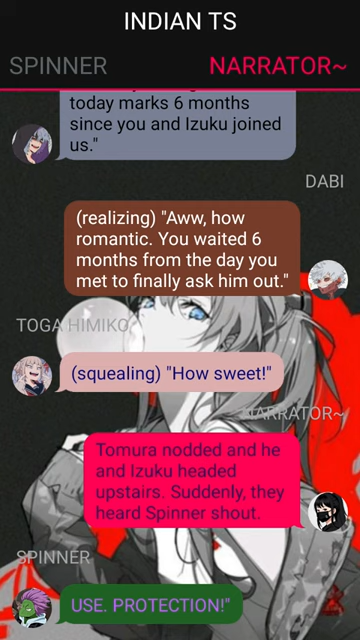 INDIAN TS
SPINNER NARRATOR~
today marks 6 months
since you and Izuku joined
us."
DABI
(realizing) "Aww, how
romantic. You waited 6
months from the day you
met to finally ask him out."
TOGA HIMIKO
(squealing) "How sweet!"
NARRATOR~
Tomura nodded and he
and Izuku headed
upstairs. Suddenly, they
heard Spinner shout.
SPINNER
USE. PROTECTION!"